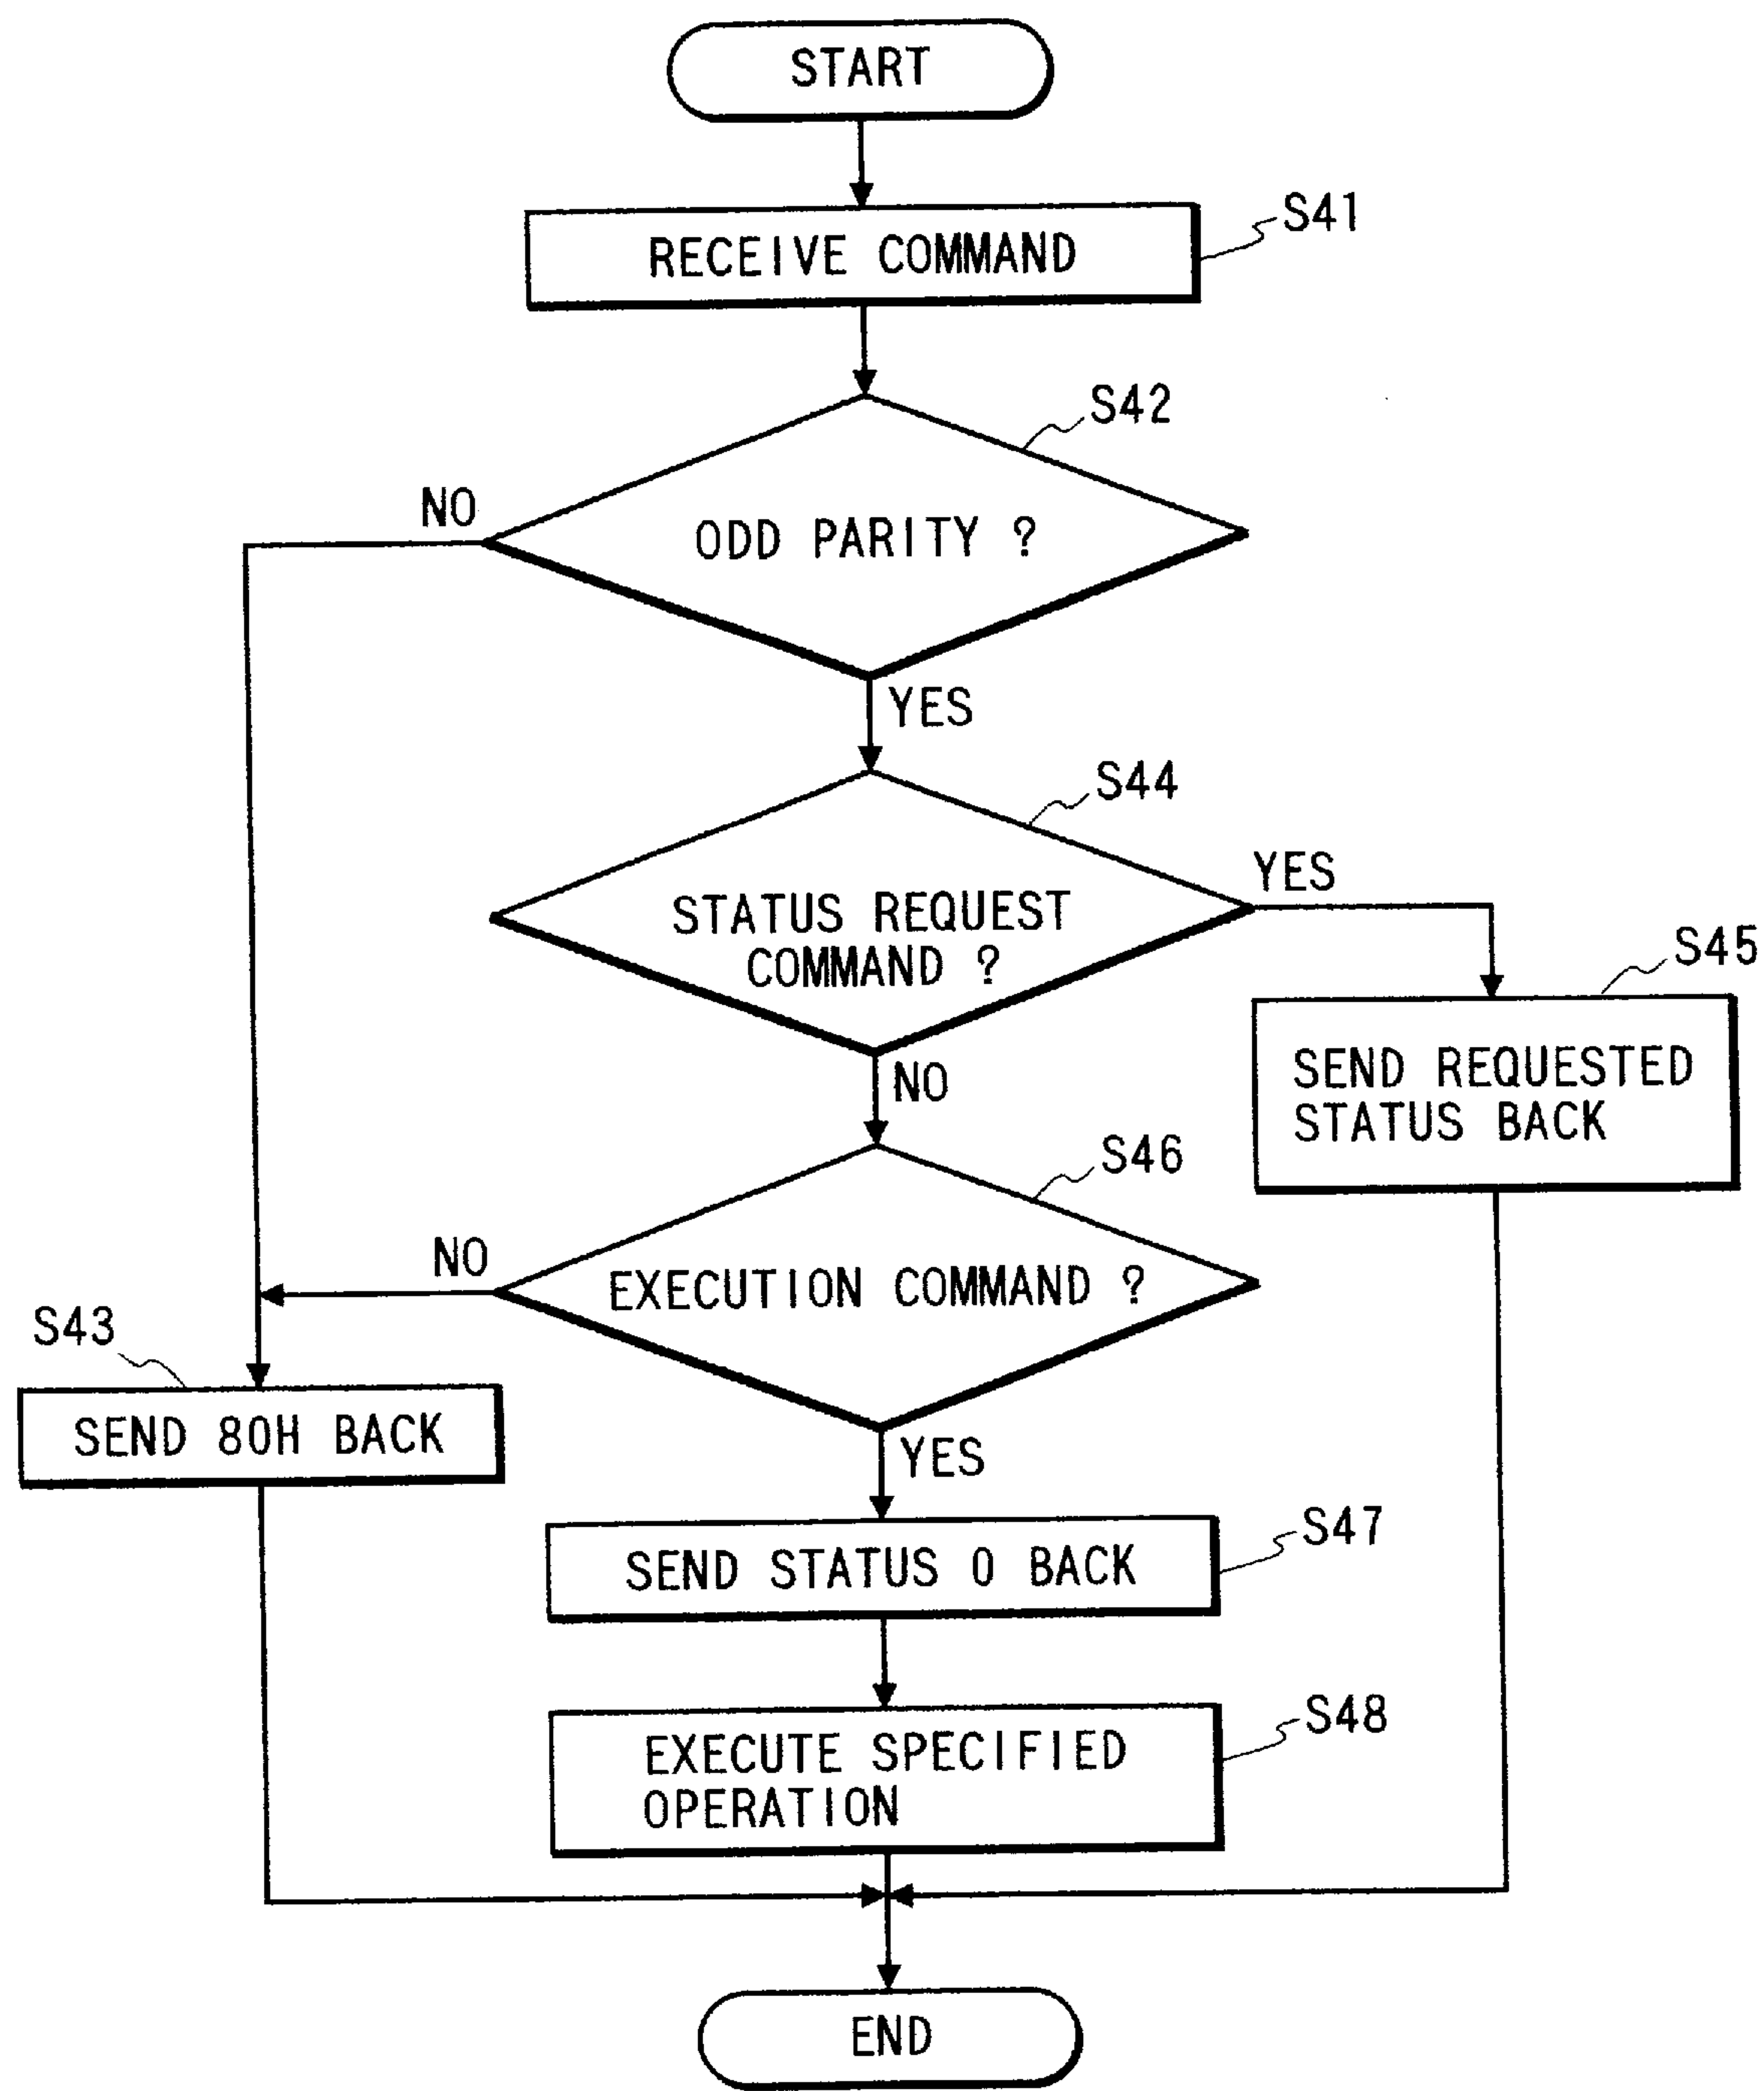 START
S41
RECEIVE COMMAND
S42
NO
ODD PARITY ?
YES
S44
YES
STATUS REQUEST
COMMAND ?
S45
NO
SEND REQUESTED
STATUS BACK
S46
NO
EXECUTION COMMAND ?
S43
SEND 80H BACK
YES
S47
SEND STATUS 0 BACK
S48
EXECUTE SPECIFIED
OPERATION
END